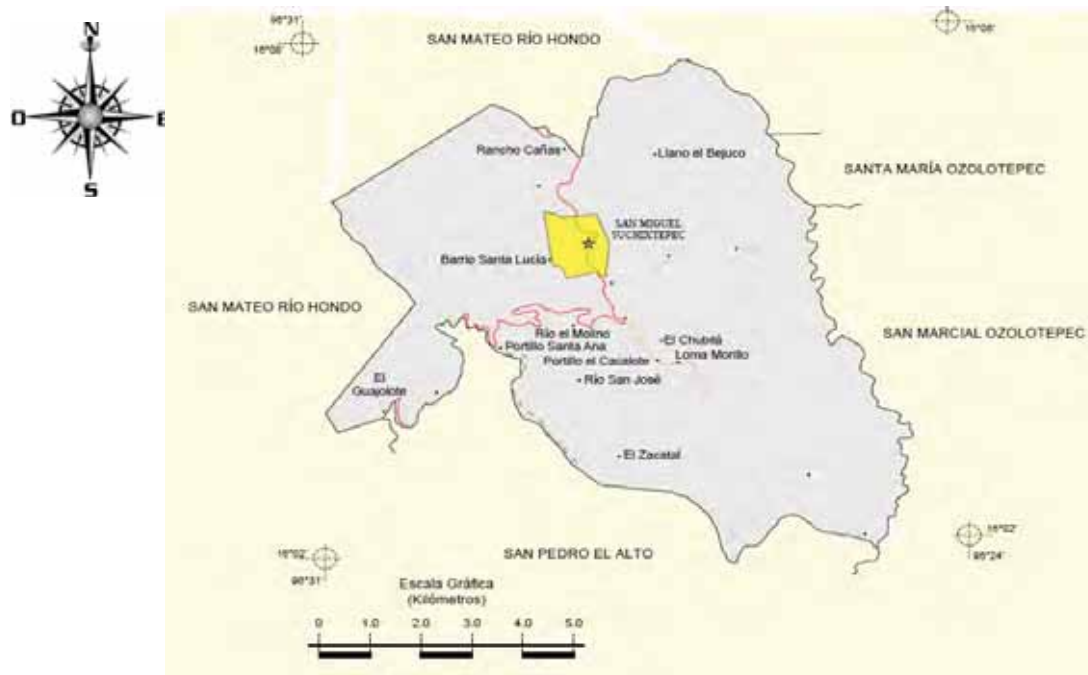 N
O
E
S
96°31'
16°08'
SAN MATEO RÍO HONDO
16°08'
Rancho Cañas
Llano el Bejuco
SANTA MARÍA OZOLOTEPEC
SAN MIGUEL
SUCHIXTEPEC
Barrio Santa Lucía
SAN MATEO RÍO HONDO
SAN MARCIAL OZOLOTEPEC
Río el Molino
Portillo Santa Ana
El Chubitá
Loma Morillo
El
Guajolote
Río San José
El Zacatal
16°02'
96°31'
SAN PEDRO EL ALTO
16°02'
96°24'
Escala Gráfica
(Kilómetros)
0 1.0 2.0 3.0 4.0 5.0